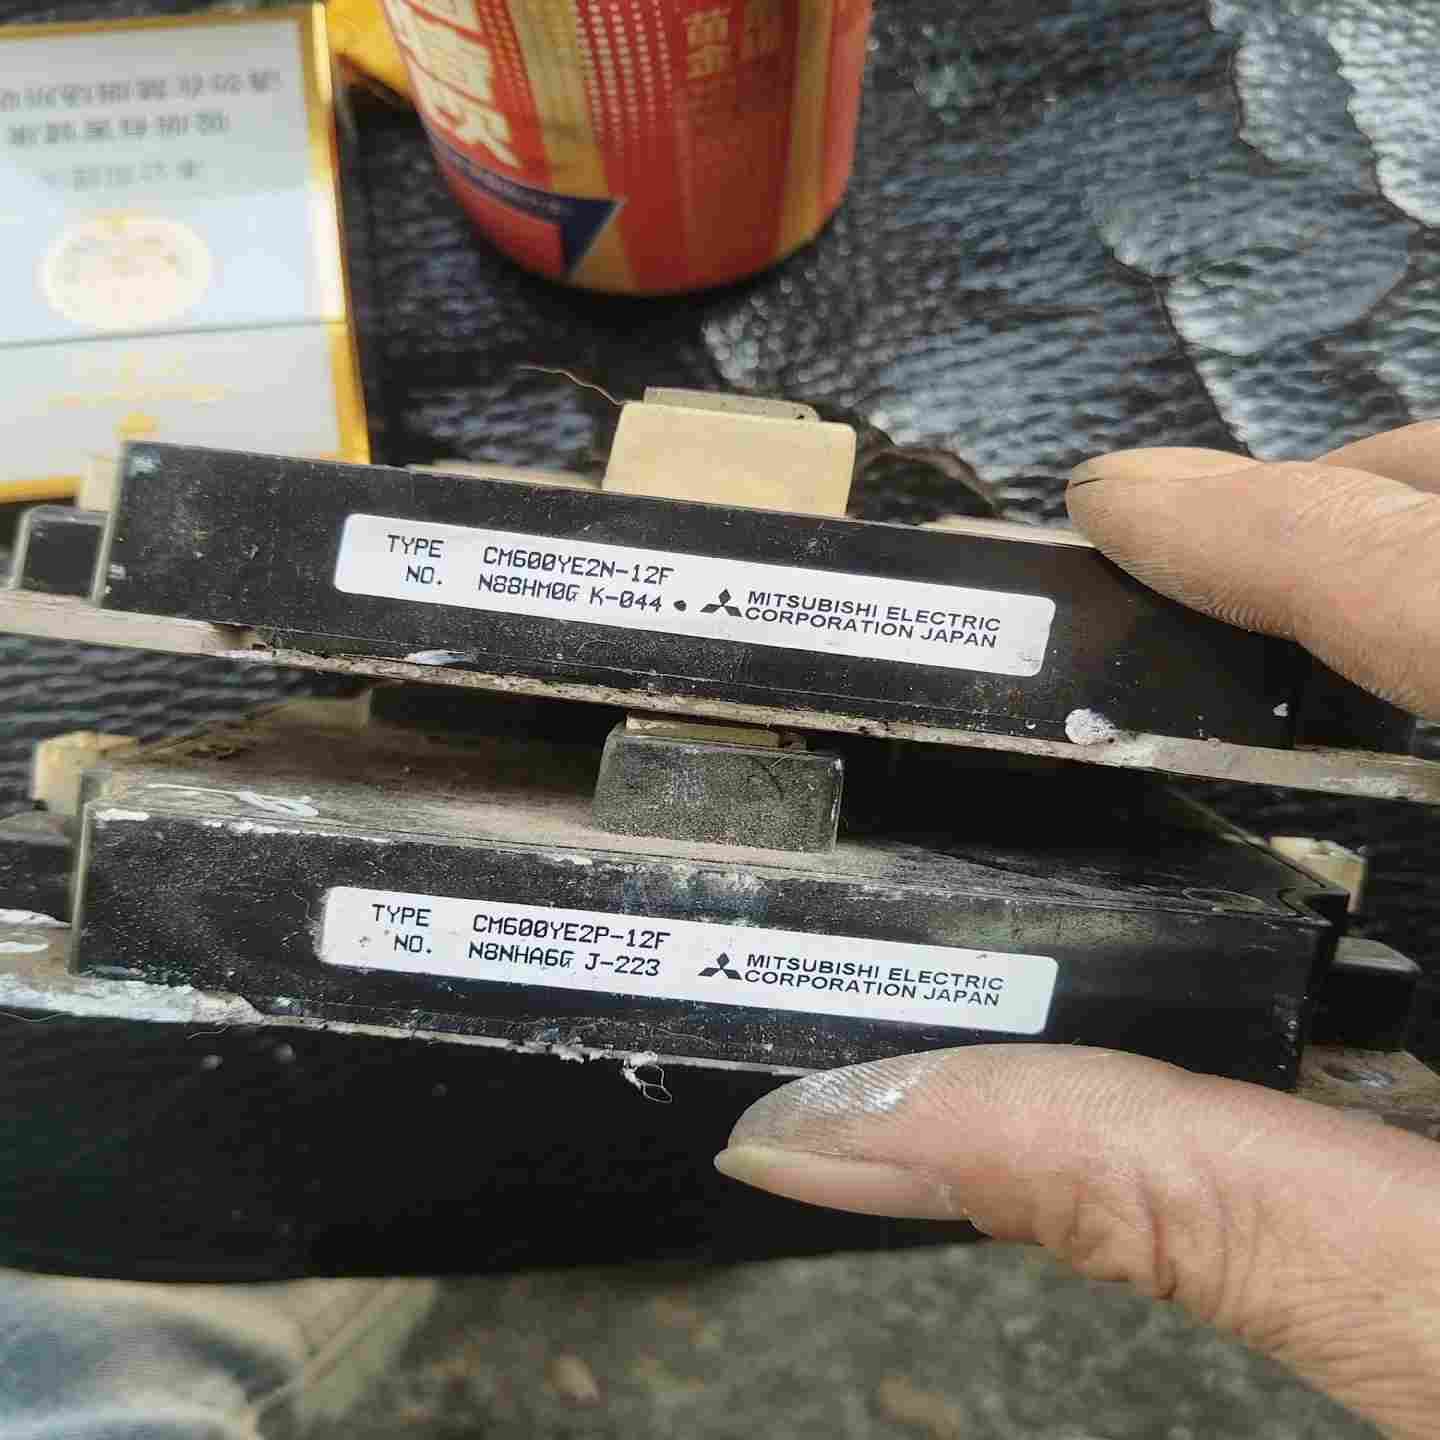 TYPE CM600YE2N-12F
NO. N88HM0G K-044
MITSUBISHI ELECTRIC
CORPORATION JAPAN
TYPE CM600YE2P-12F
NO. N8NHA6G J-223
MITSUBISHI ELECTRIC
CORPORATION JAPAN